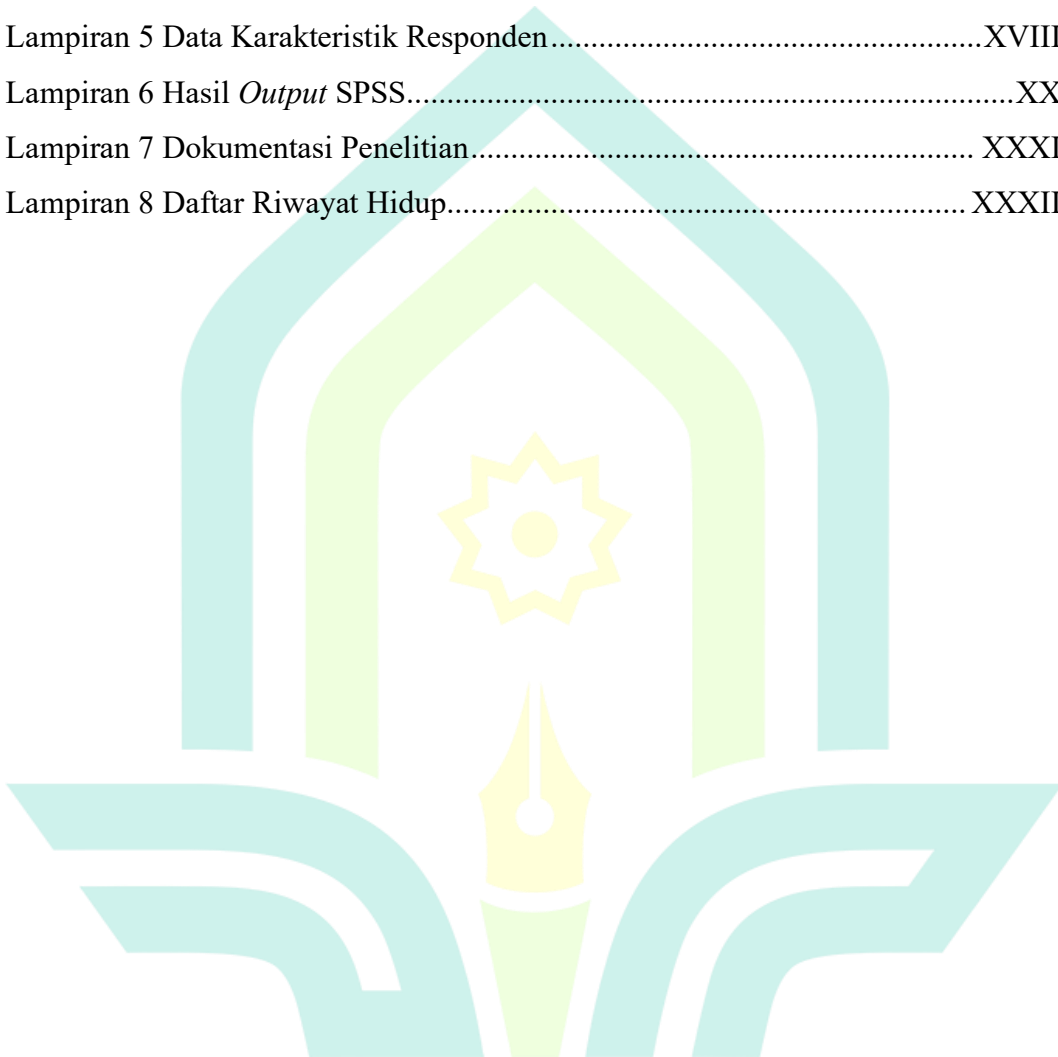 Lampiran 5 Data Karakteristik Responden..................................................XVIII
Lampiran 6 Hasil Output SPSS.......................................................................XX
Lampiran 7 Dokumentasi Penelitian........................................................... XXXI
Lampiran 8 Daftar Riwayat Hidup............................................................. XXXII